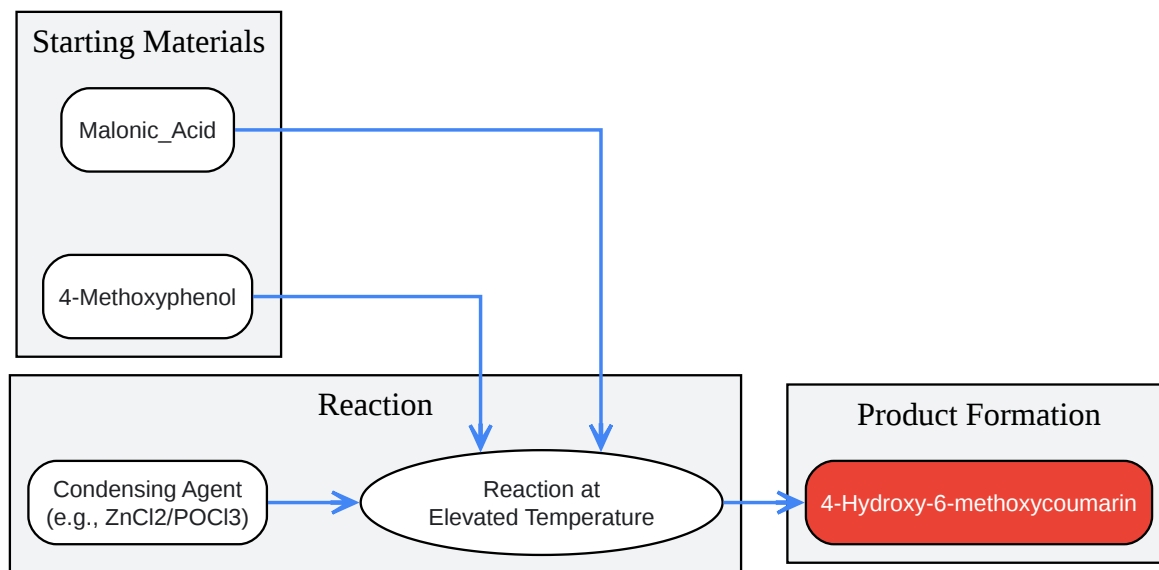 Starting Materials
Malonic_Acid
4-Methoxyphenol
Reaction
Condensing Agent
(e.g., ZnCl2/POCl3)
Reaction at
Elevated Temperature
Product Formation
4-Hydroxy-6-methoxycoumarin